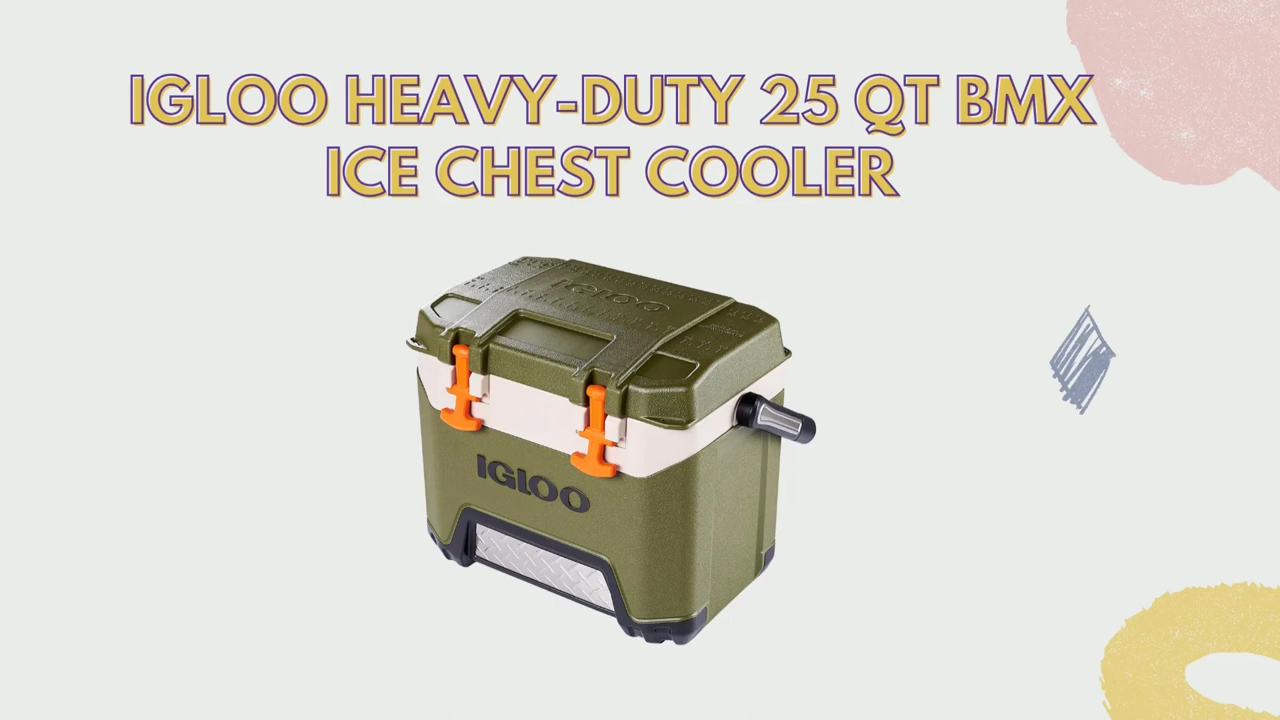 IGLOO HEAVY-DUTY 25 QT BMX
ICE CHEST COOLER
IGLOO
IGLOO